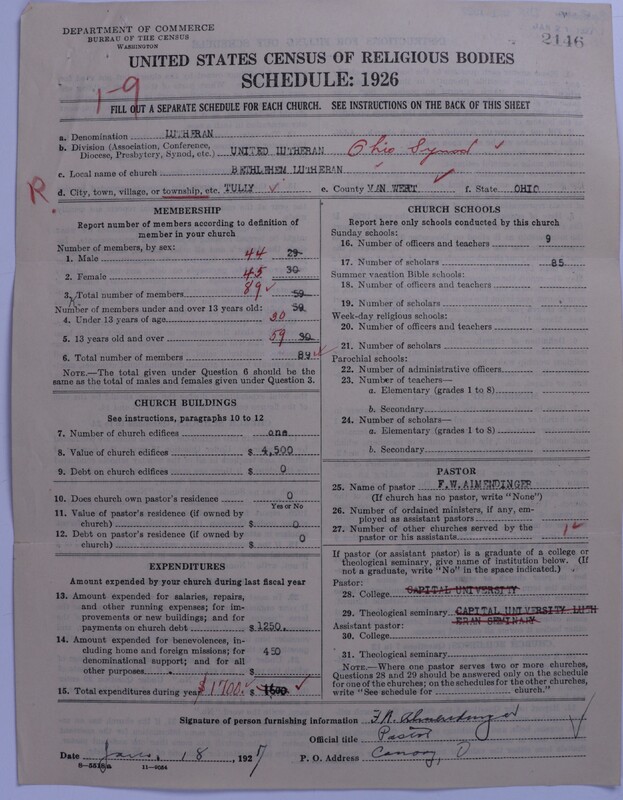 DEPARTMENT OF COMMERCE
BUREAU OF THE CENSUS
WASHINGTON
2146
UNITED STATES CENSUS OF RELIGIOUS BODIES
SCHEDULE: 1926
1-9
FILL OUT A SEPARATE SCHEDULE FOR EACH CHURCH. SEE INSTRUCTIONS ON THE BACK OF THIS SHEET
a. Denomination LUTHERAN
b. Division (Association, Conference, Diocese, Presbytery, Synod, etc.) UNITED LUTHERAN Ohio Synod ✓
c. Local name of church BETHLEHEM LUTHERAN
R. d. City, town, village, or township, etc. TULLY ✓ e. County VAN WERT ✓ f. State OHIO
MEMBERSHIP
Report number of members according to definition of
member in your church
Number of members, by sex:
1. Male 44 29
2. Female 45 30
3. Total number of members 89 ✓ 59
Number of members under and over 13 years old: 59
4. Under 13 years of age 30
5. 13 years old and over 59 30
6. Total number of members 89 ✓
NOTE.—The total given under Question 6 should be
same as the total of males and females given under Question 3.
CHURCH BUILDINGS
See instructions, paragraphs 10 to 12
7. Number of church edifices one
8. Value of church edifices $ 4,500
9. Debt on church edifices $ 0
10. Does church own pastor's residence 0
Yes or No
11. Value of pastor's residence (if owned by
church) $ 0
12. Debt on pastor's residence (if owned by
church) $ 0
EXPENDITURES
Amount expended by your church during last fiscal year
13. Amount expended for salaries, repairs,
and other running expenses; for im-
provements or new buildings; and for
payments on church debt $1250.
14. Amount expended for benevolences, in-
cluding home and foreign missions; for
denominational support; and for all
other purposes $ 450
15. Total expenditures during year $1700. ✓ $ 1600 ✓
CHURCH SCHOOLS
Report here only schools conducted by this church
Sunday schools:
16. Number of officers and teachers 9
17. Number of scholars 85
Summer vacation Bible schools:
18. Number of officers and teachers
19. Number of scholars
Week-day religious schools:
20. Number of officers and teachers
21. Number of scholars
Parochial schools:
22. Number of administrative officers
23. Number of teachers—
a. Elementary (grades 1 to 8)
b. Secondary
24. Number of scholars—
a. Elementary (grades 1 to 8)
b. Secondary
PASTOR
25. Name of pastor F.W. ALMENDINGER
(If church has no pastor, write "None")
26. Number of ordained ministers, if any, em-
ployed as assistant pastors
27. Number of other churches served by the
pastor or his assistants 1 ✓
If pastor (or assistant pastor) is a graduate of a college or
theological seminary, give name of institution below. (If
not a graduate, write "No" in the space indicated.)
Pastor:
28. College CAPITAL UNIVERSITY
29. Theological seminary CAPITAL UNIVERSITY LUTH
ERAN SEMINARY
Assistant pastor:
30. College
31. Theological seminary
NOTE.—Where one pastor serves two or more churches,
Questions 28 and 29 should be answered only on the schedule
for one of the churches; on the schedules for the other churches,
write "See schedule for church."
Signature of person furnishing information F.W. Almendinger
Official title Pastor
Date Jan. 18, 1927 P. O. Address Convoy, O
11—9054